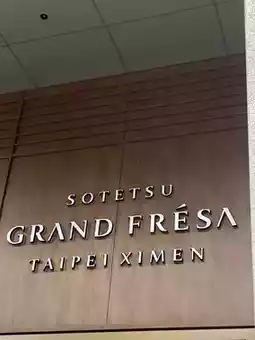 SOTETSU
GRAND FRÉSA
TAIPEI XIMEN